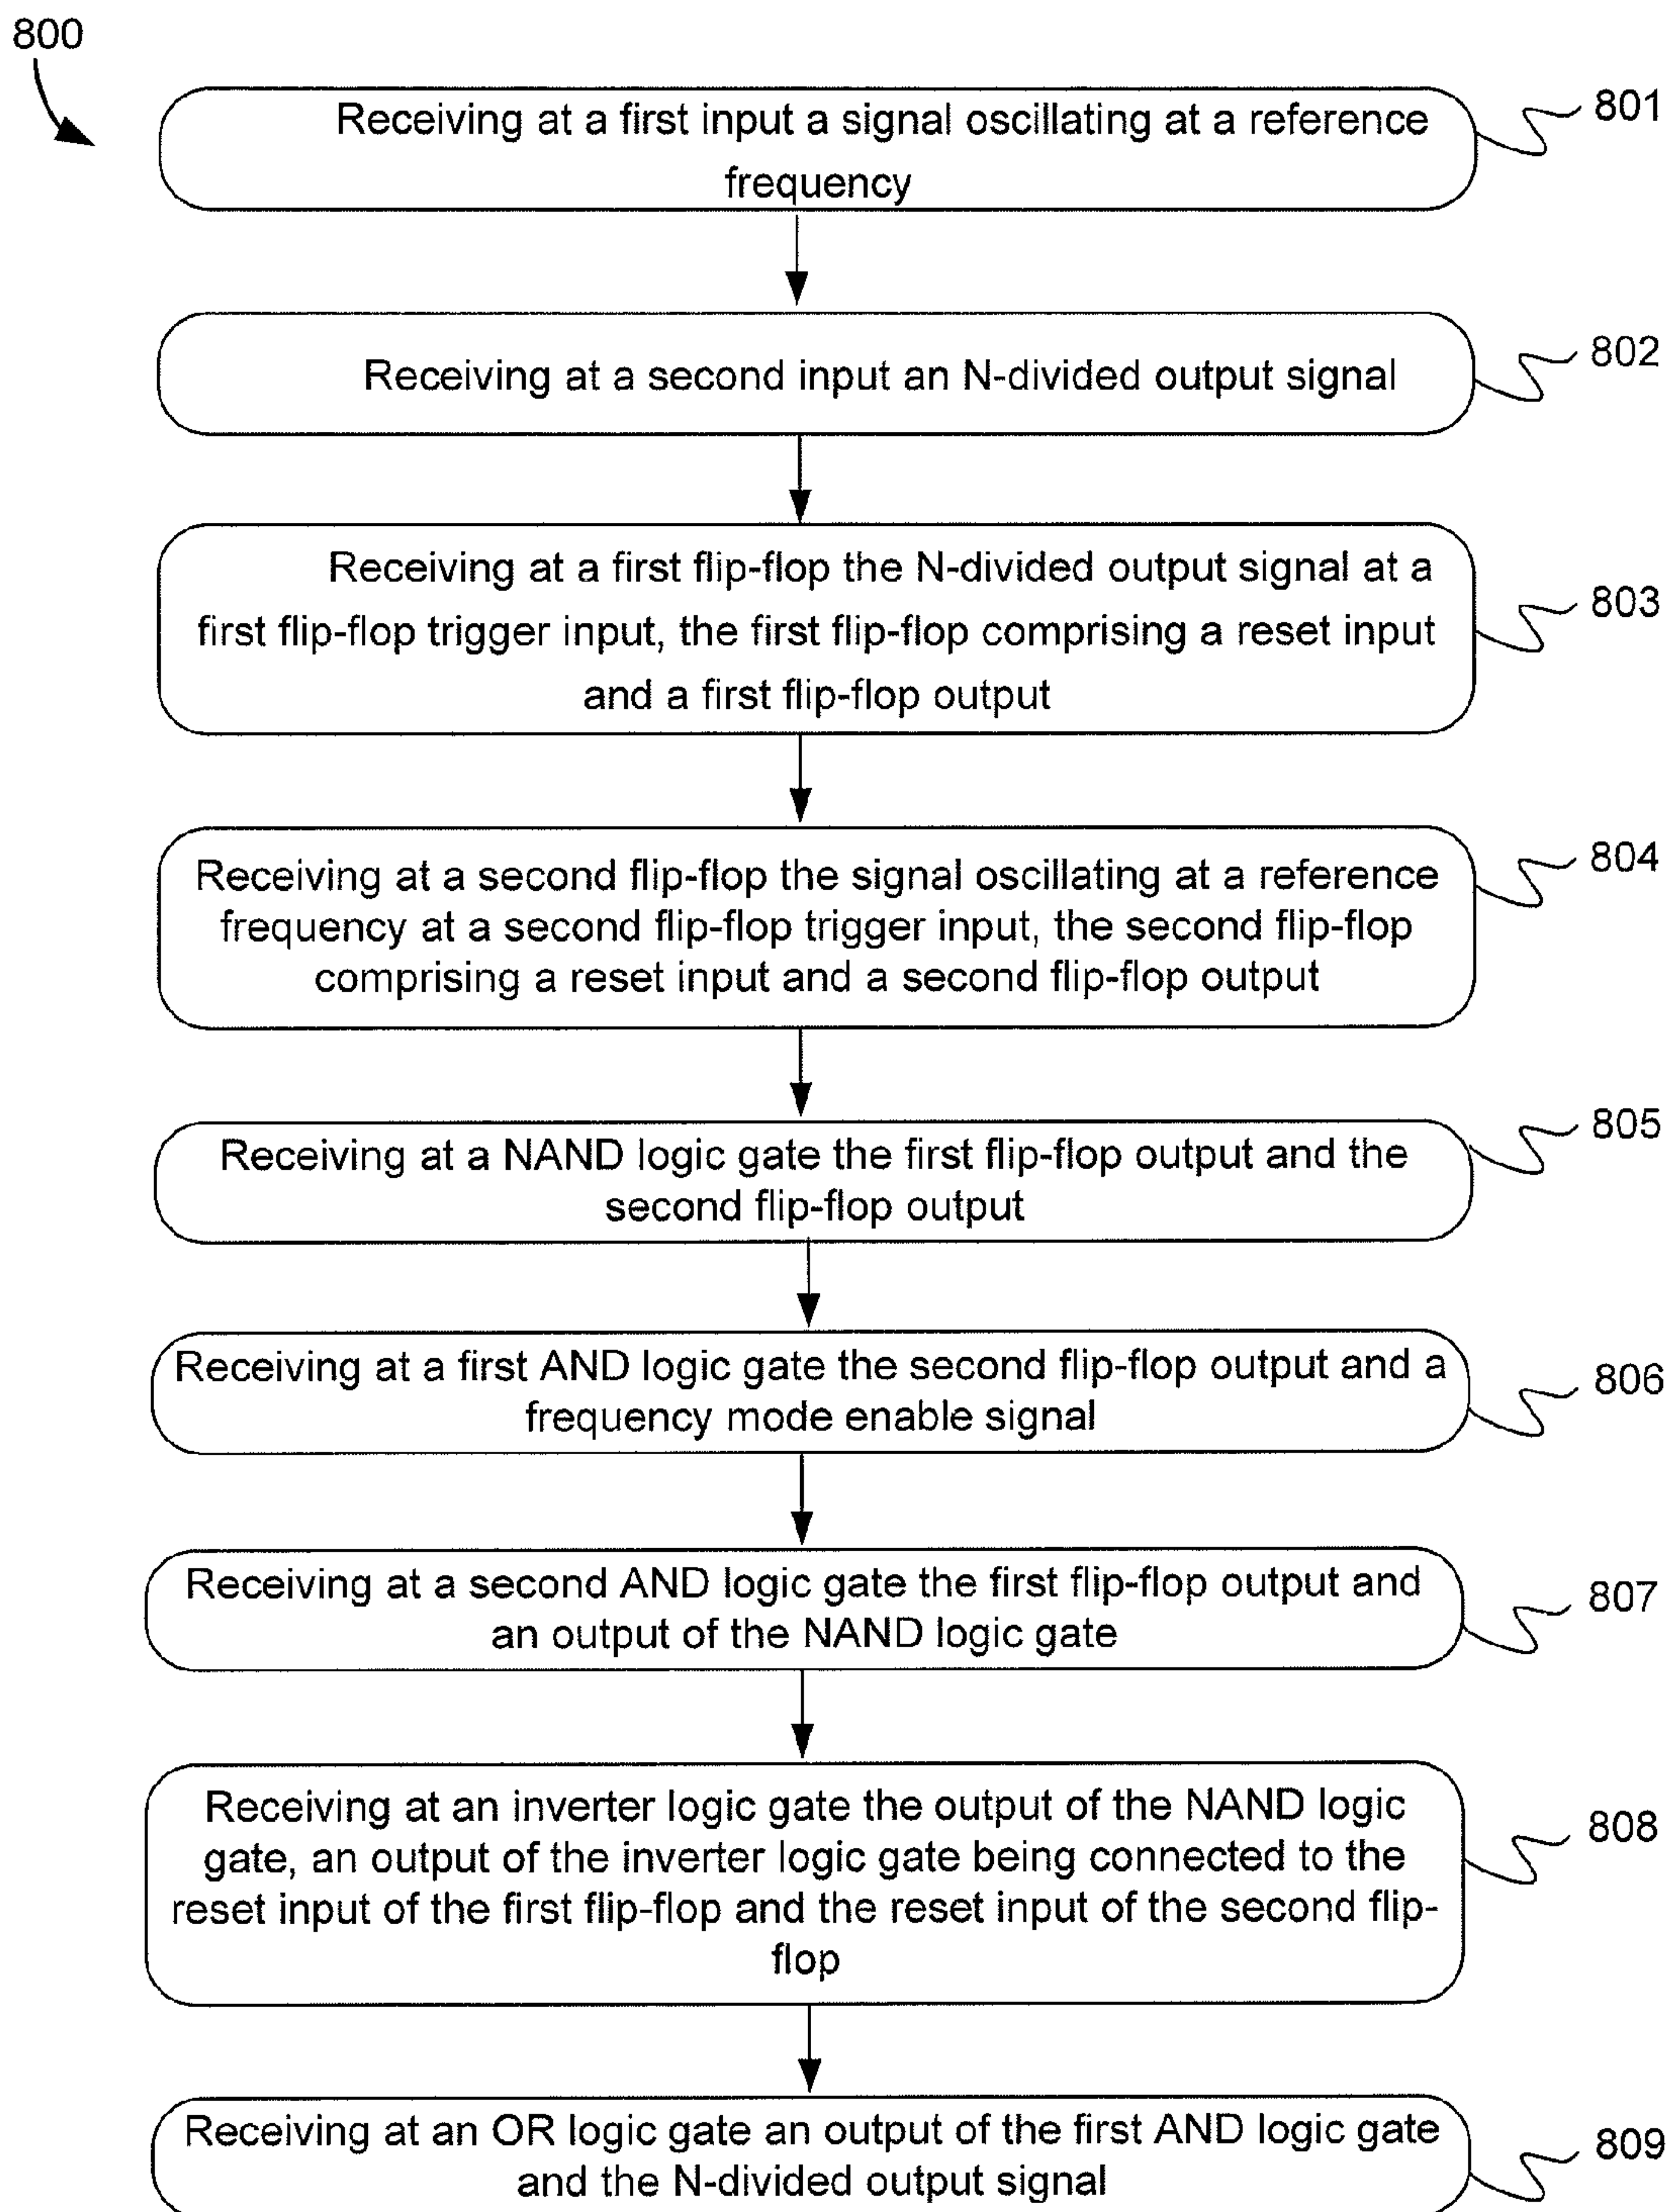 800
Receiving at a first input a signal oscillating at a reference
frequency
801
Receiving at a second input an N-divided output signal
802
Receiving at a first flip-flop the N-divided output signal at a
first flip-flop trigger input, the first flip-flop comprising a reset input
and a first flip-flop output
803
Receiving at a second flip-flop the signal oscillating at a reference
frequency at a second flip-flop trigger input, the second flip-flop
comprising a reset input and a second flip-flop output
804
Receiving at a NAND logic gate the first flip-flop output and the
second flip-flop output
805
Receiving at a first AND logic gate the second flip-flop output and a
frequency mode enable signal
806
Receiving at a second AND logic gate the first flip-flop output and
an output of the NAND logic gate
807
Receiving at an inverter logic gate the output of the NAND logic
gate, an output of the inverter logic gate being connected to the
reset input of the first flip-flop and the reset input of the second flip-
flop
808
Receiving at an OR logic gate an output of the first AND logic gate
and the N-divided output signal
809